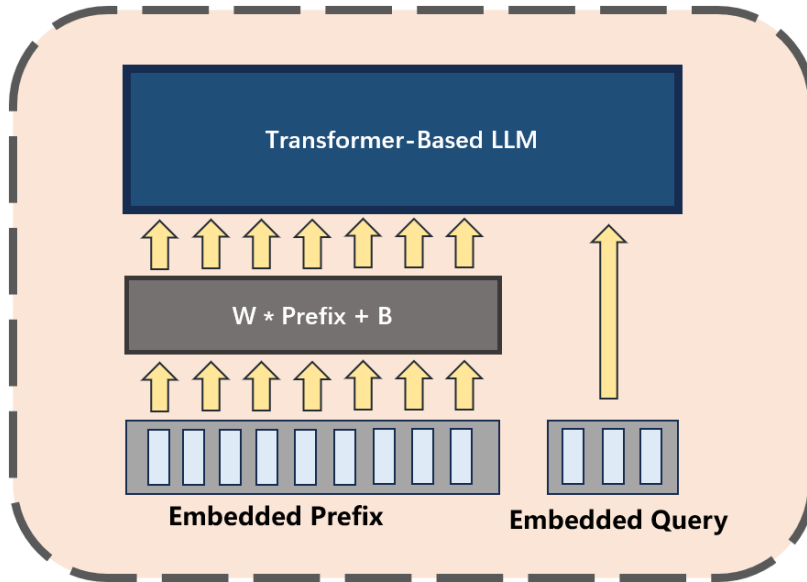 Transformer-Based LLM
W * Prefix + B
Embedded Prefix
Embedded Query